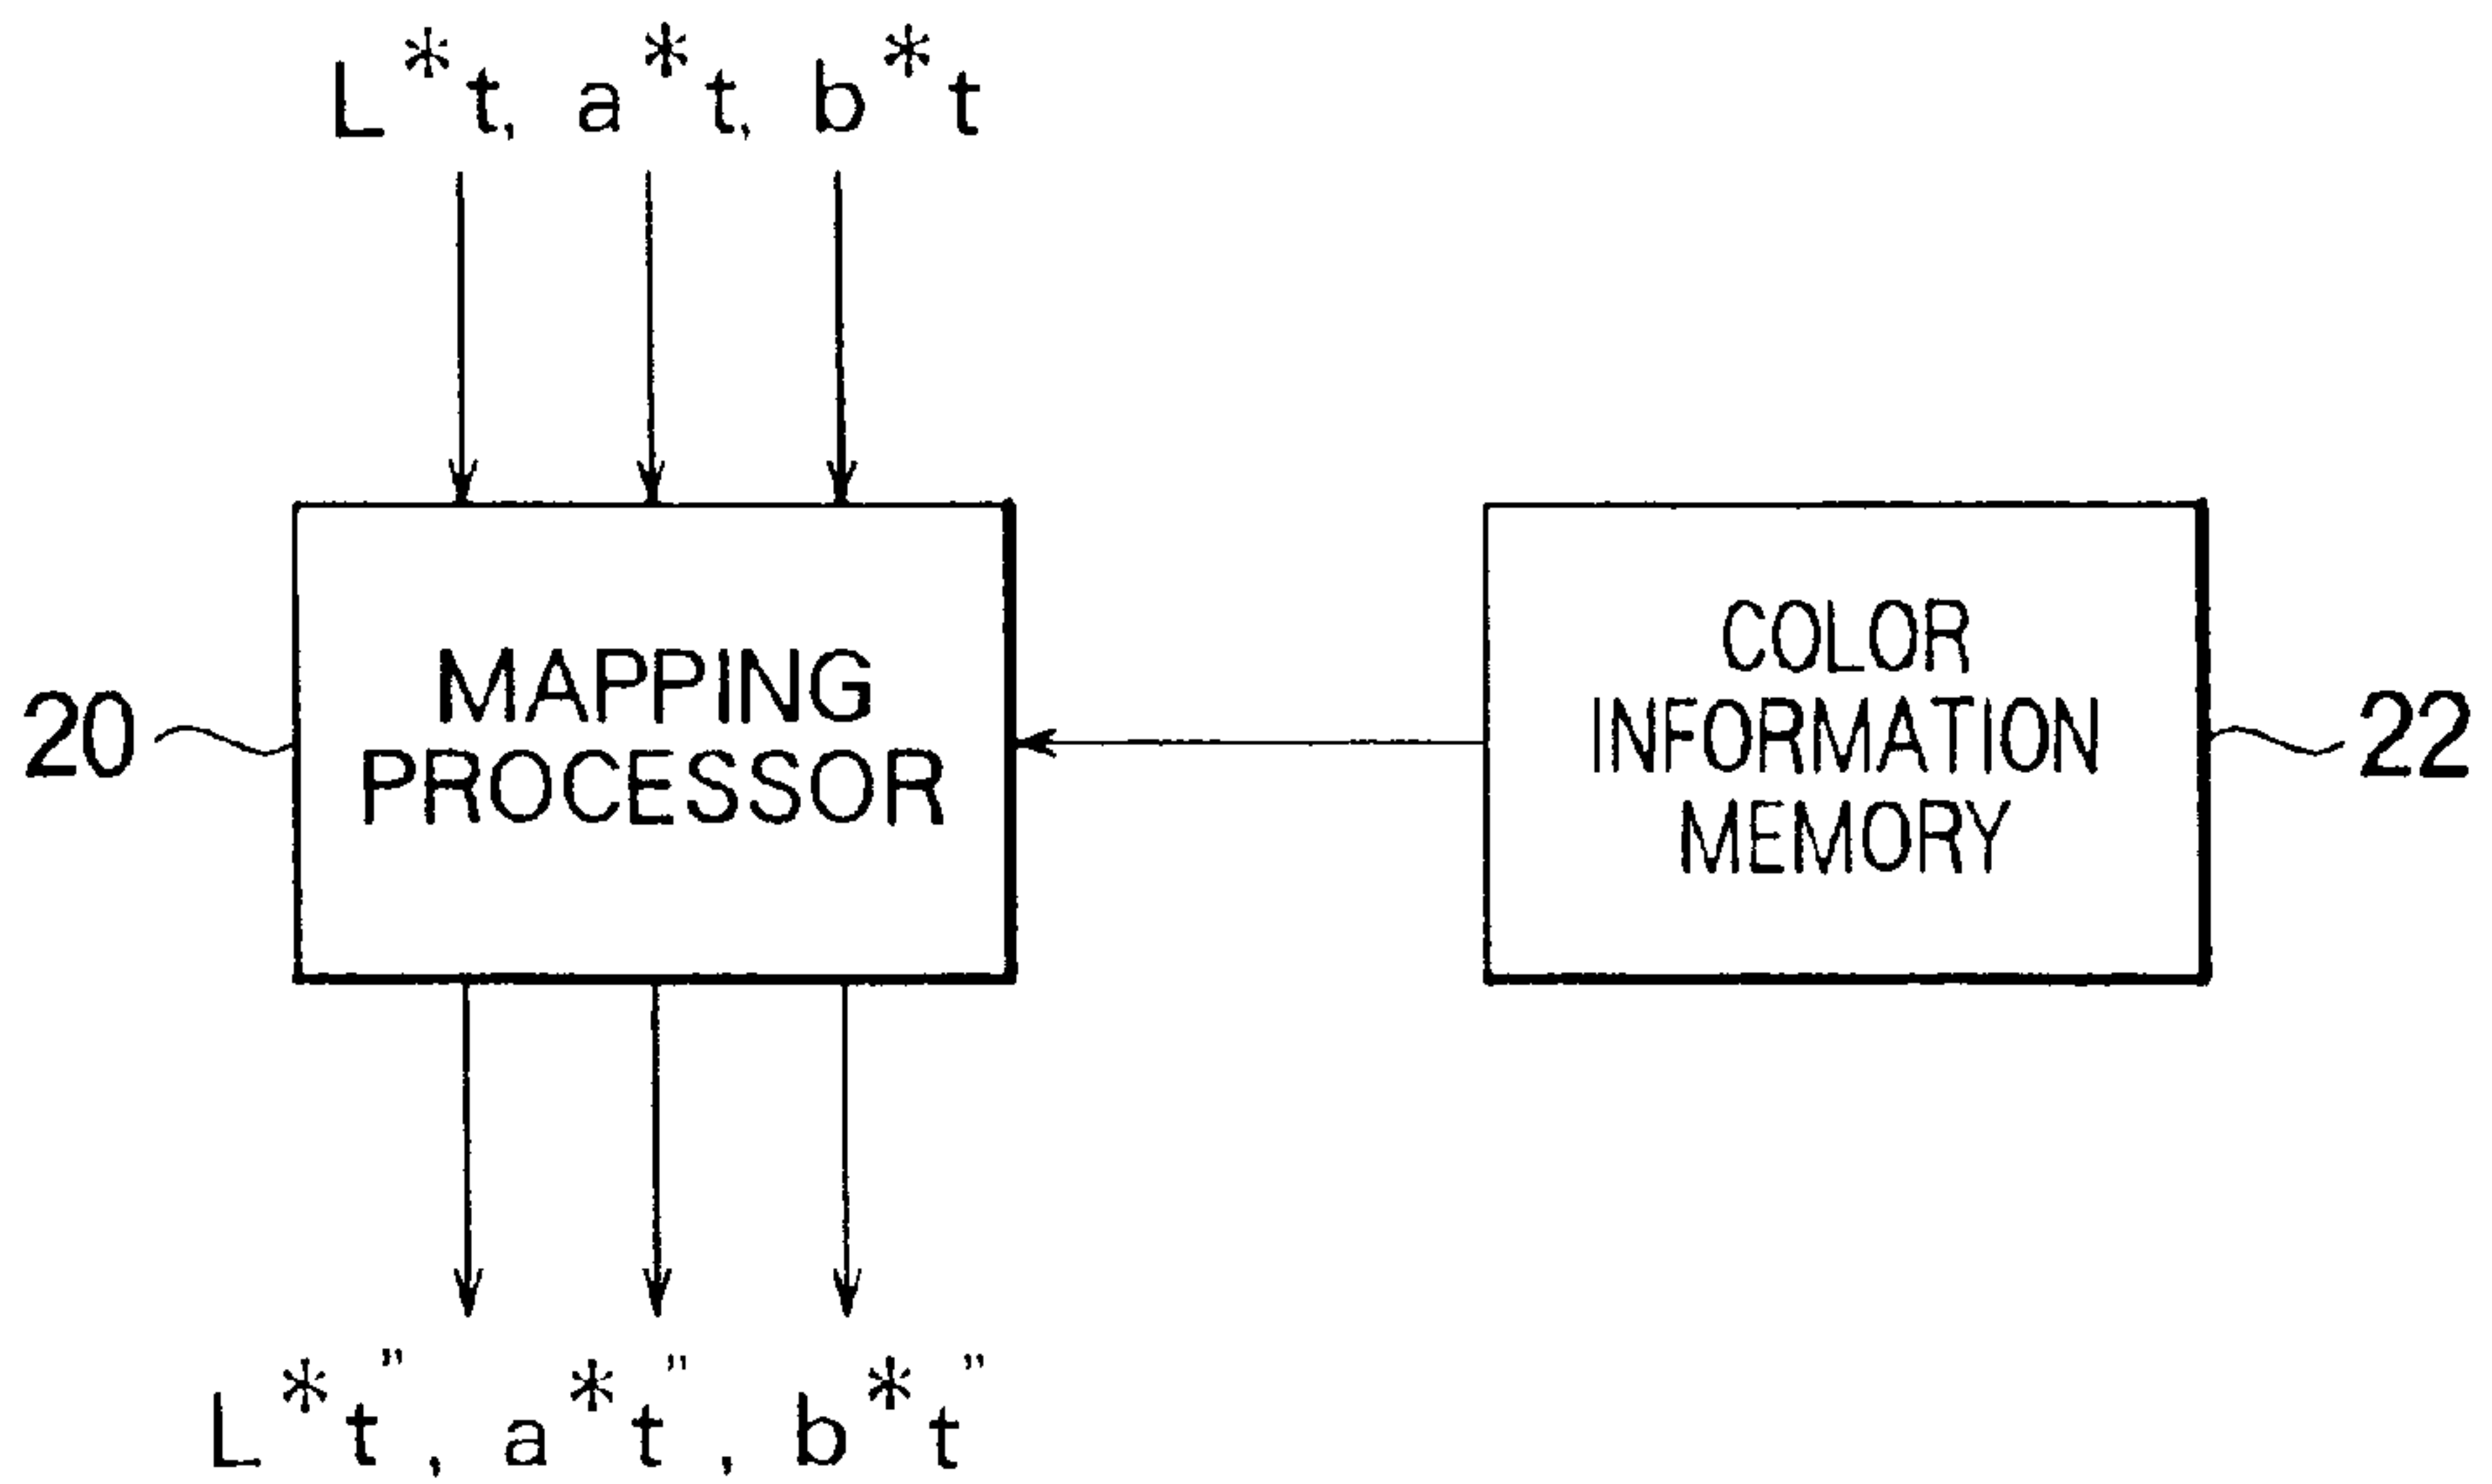 L*t, a*t, b*t
MAPPING
PROCESSOR
20
COLOR
INFORMATION
MEMORY
22
L*t", a*t", b*t"